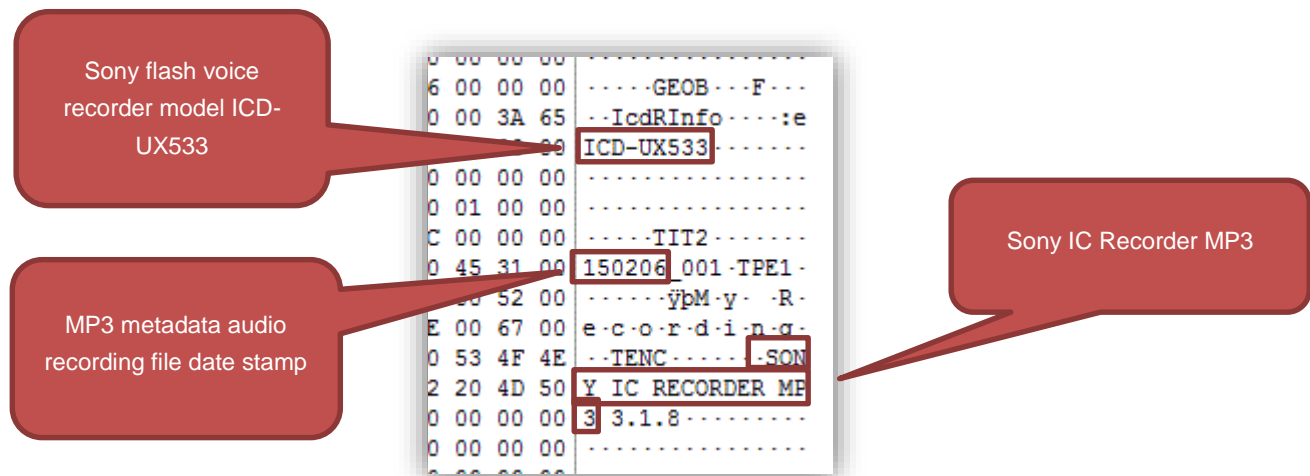 Sony flash voice
recorder model ICD-
UX533
MP3 metadata audio
recording file date stamp
6 00 00 00 ·····GEOB···F···
0 00 3A 65 ··IcdRInfo····:e
00 ICD-UX533·······
0 00 00 00 ················
0 01 00 00 ················
C 00 00 00 ·····TIT2·······
0 45 31 00 150206_001·TPE1·
52 00 ······ÿþM·y· ·R·
E 00 67 00 e·c·o·r·d·i·n·g·
0 53 4F 4E ··TENC·······SON
2 20 4D 50 Y IC RECORDER MP
0 00 00 00 3 3.1.8·········
0 00 00 00 ················
Sony IC Recorder MP3